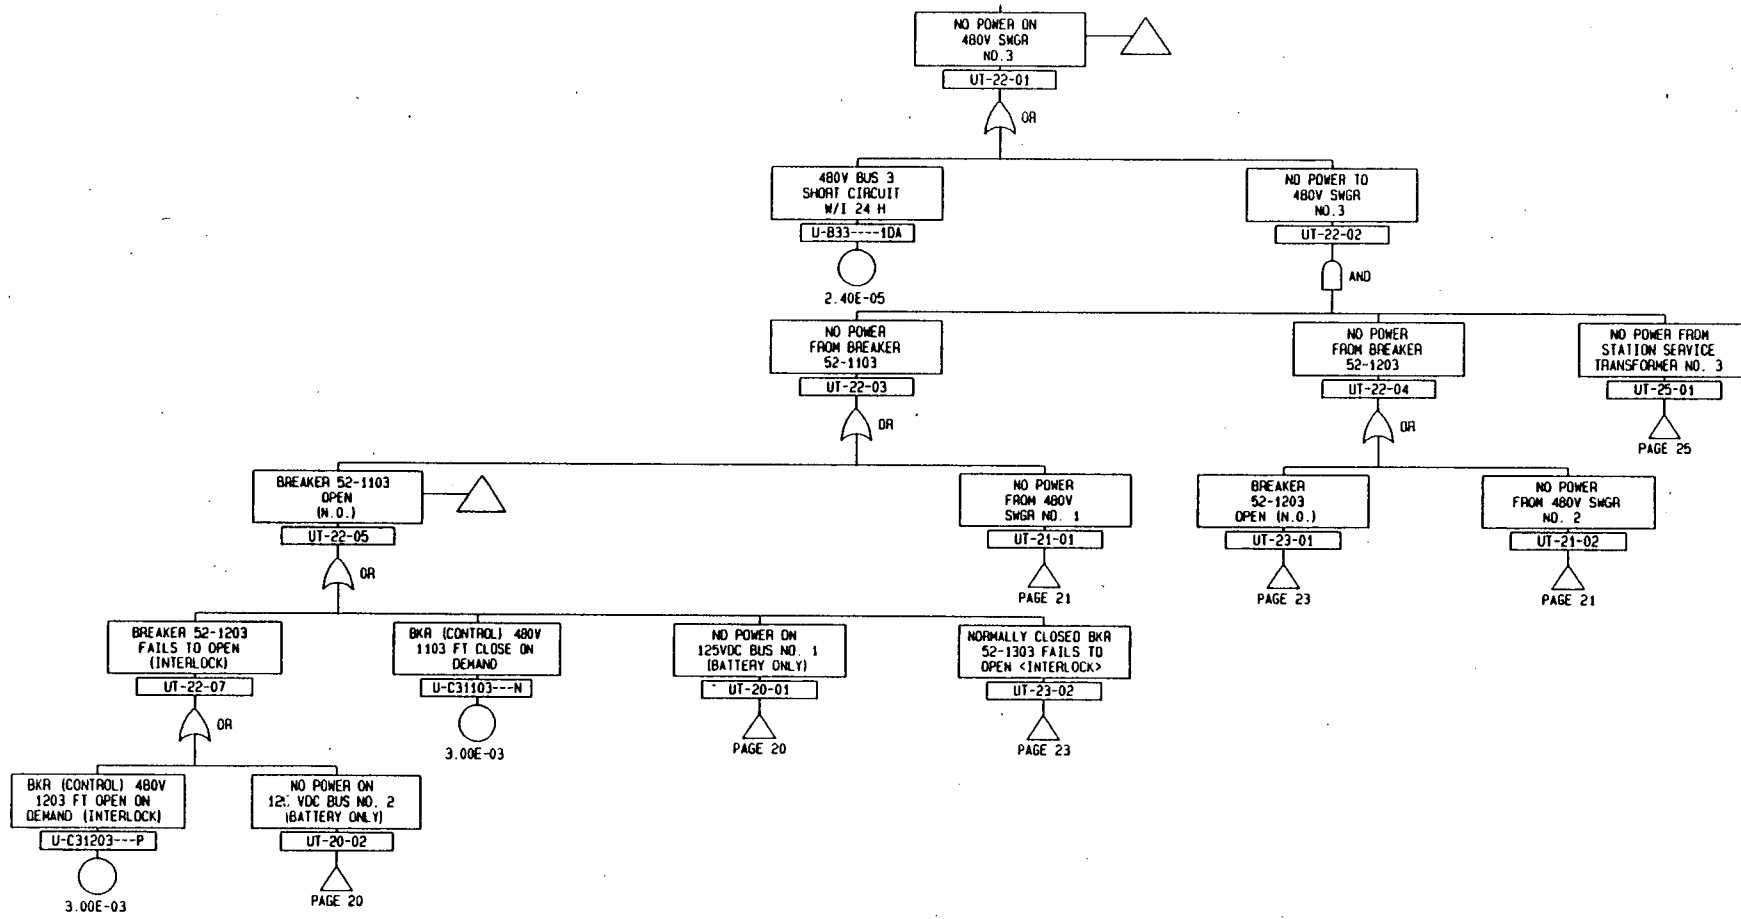 NO POWER ON
480V SWGR
NO.3
UT-22-01
OR
480V BUS 3
SHORT CIRCUIT
W/I 24 H
U-B33----1DA
2.40E-05
NO POWER TO
480V SWGR
NO.3
UT-22-02
AND
NO POWER
FROM BREAKER
52-1103
UT-22-03
OR
NO POWER
FROM BREAKER
52-1203
UT-22-04
OR
NO POWER FROM
STATION SERVICE
TRANSFORMER NO. 3
UT-25-01
PAGE 25
BREAKER 52-1103
OPEN
(N.O.)
UT-22-05
OR
NO POWER
FROM 480V
SWGR NO. 1
UT-21-01
PAGE 21
BREAKER
52-1203
OPEN (N.O.)
UT-23-01
PAGE 23
NO POWER
FROM 480V SWGR
NO. 2
UT-21-02
PAGE 21
BREAKER 52-1203
FAILS TO OPEN
(INTERLOCK)
UT-22-07
OR
BKR (CONTROL) 480V
1103 FT CLOSE ON
DEMAND
U-C31103---N
3.00E-03
NO POWER ON
125VDC BUS NO. 1
(BATTERY ONLY)
UT-20-01
PAGE 20
NORMALLY CLOSED BKR
52-1303 FAILS TO
OPEN <INTERLOCK>
UT-23-02
PAGE 23
BKR (CONTROL) 480V
1203 FT OPEN ON
DEMAND (INTERLOCK)
U-C31203---P
3.00E-03
NO POWER ON
VDC BUS NO. 2
(BATTERY ONLY)
UT-20-02
PAGE 20